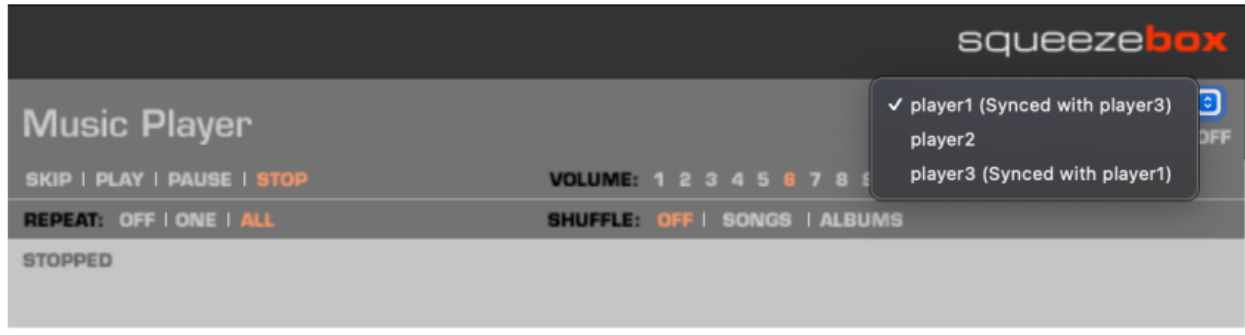 squeezebox
Music Player
✓ player1 (Synced with player3)
player2
player3 (Synced with player1)
OFF
SKIP | PLAY | PAUSE | STOP
VOLUME: 1 2 3 4 5 6 7 8
REPEAT: OFF | ONE | ALL
SHUFFLE: OFF | SONGS | ALBUMS
STOPPED